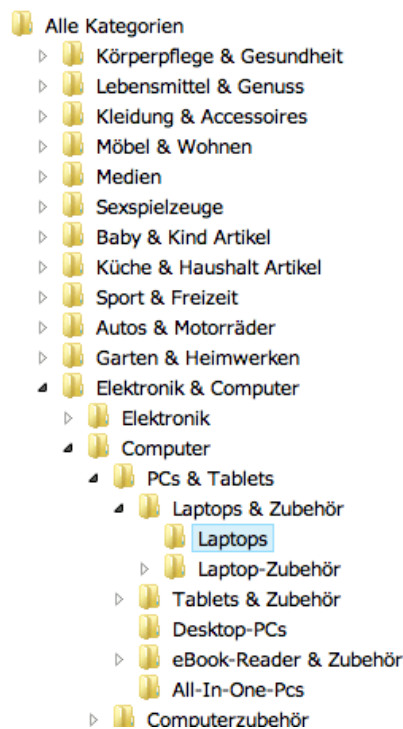 Alle Kategorien
Körperpflege & Gesundheit
Lebensmittel & Genuss
Kleidung & Accessoires
Möbel & Wohnen
Medien
Sexspielzeuge
Baby & Kind Artikel
Küche & Haushalt Artikel
Sport & Freizeit
Autos & Motorräder
Garten & Heimwerken
Elektronik & Computer
Elektronik
Computer
PCs & Tablets
Laptops & Zubehör
Laptops
Laptop-Zubehör
Tablets & Zubehör
Desktop-PCs
eBook-Reader & Zubehör
All-In-One-Pcs
Computerzubehör